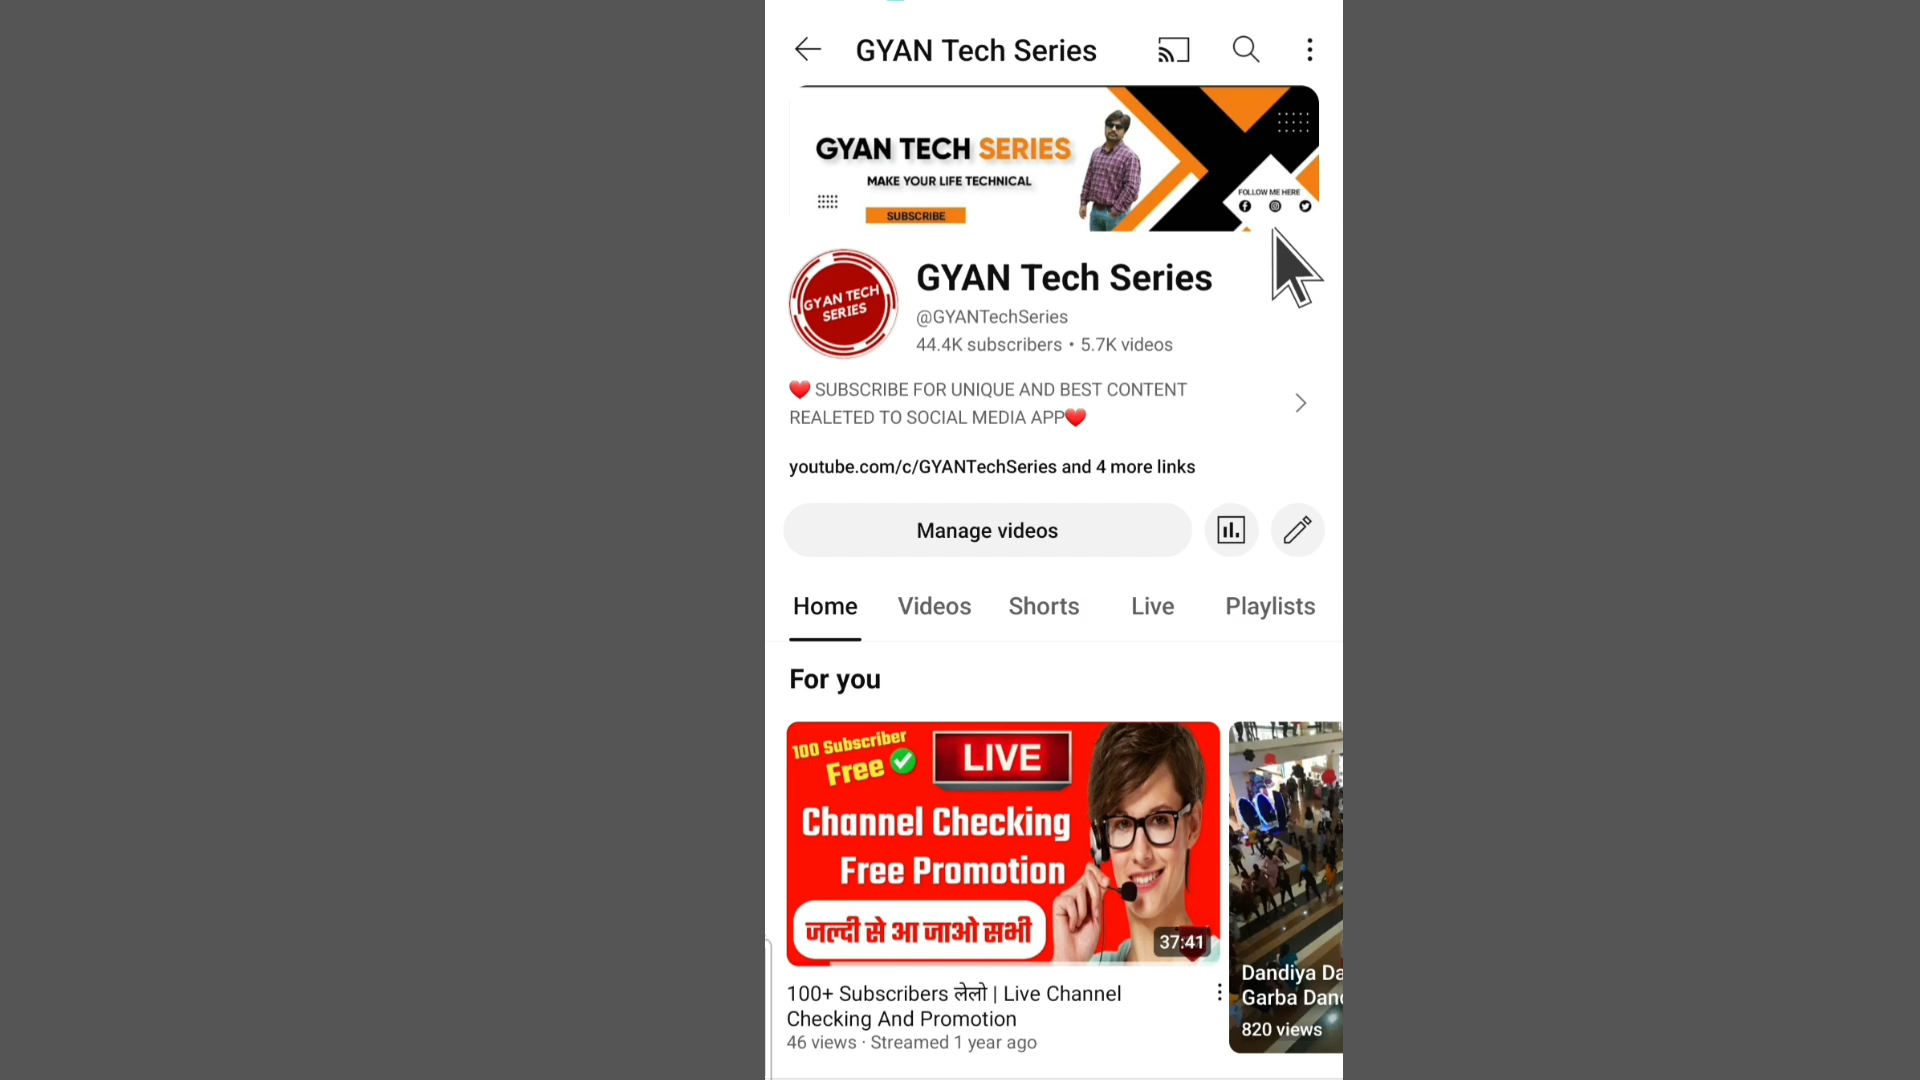 GYAN Tech Series
GYAN TECH SERIES
MAKE YOUR LIFE TECHNICAL
SUBSCRIBE
FOLLOW ME HERE
GYAN TECH
SERIES
GYAN Tech Series
@GYANTechSeries
44.4K subscribers • 5.7K videos
❤️ SUBSCRIBE FOR UNIQUE AND BEST CONTENT
REALETED TO SOCIAL MEDIA APP❤️
youtube.com/c/GYANTechSeries and 4 more links
Manage videos
Home Videos Shorts Live Playlists
For you
100 Subscriber
Free ✅
LIVE
Channel Checking
Free Promotion
जल्दी से आ जाओ सभी
37:41
100+ Subscribers लेलो | Live Channel
Checking And Promotion
46 views · Streamed 1 year ago
Dandiya Da
Garba Dan
820 views